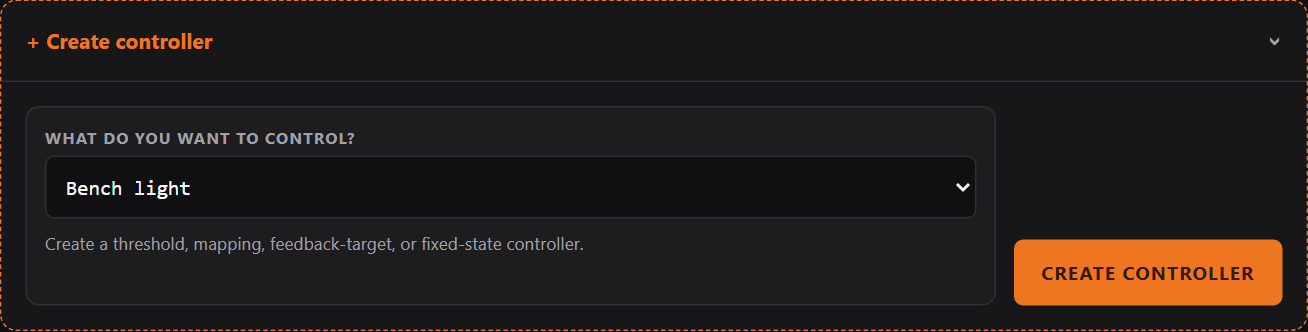 + Create controller
WHAT DO YOU WANT TO CONTROL?
Bench light
Create a threshold, mapping, feedback-target, or fixed-state controller.
CREATE CONTROLLER